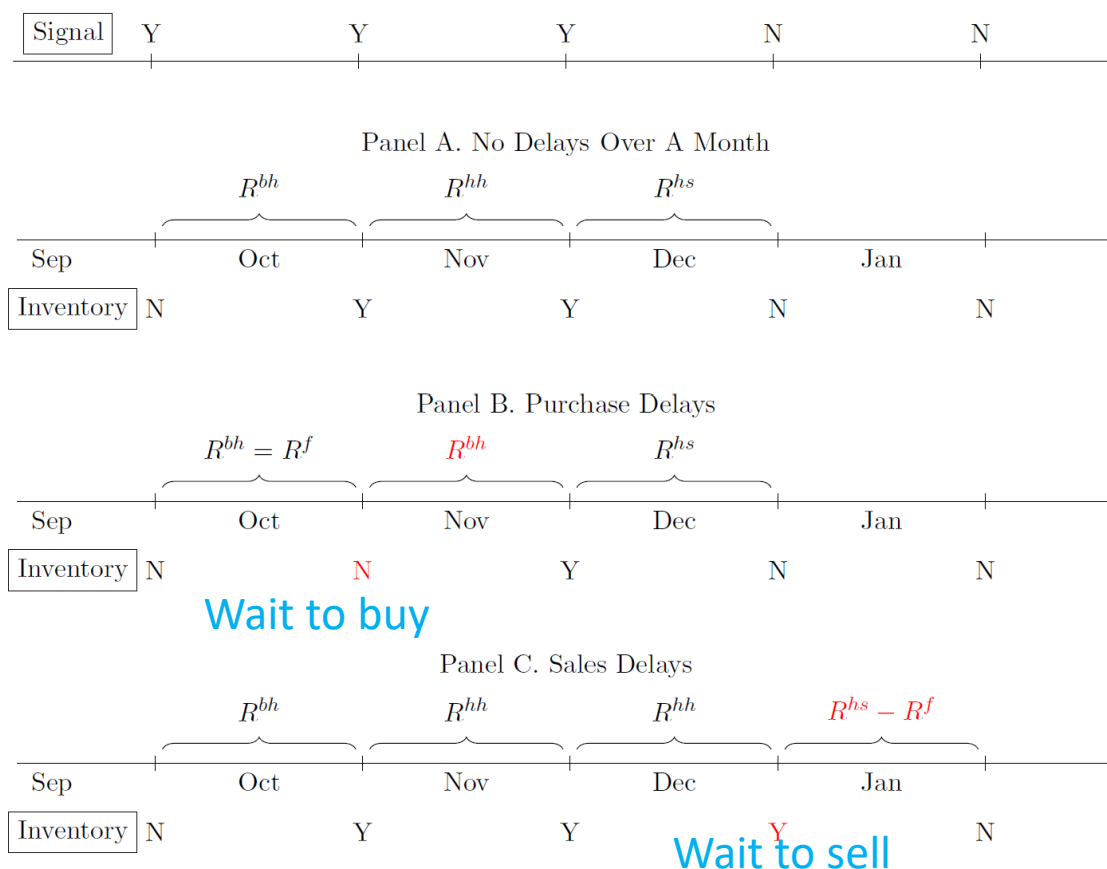 Signal Y Y Y N N
Panel A. No Delays Over A Month
R^{bh} R^{hh} R^{hs}
Sep Oct Nov Dec Jan
Inventory N Y Y N N
Panel B. Purchase Delays
R^{bh} = R^f R^{bh} R^{hs}
Sep Oct Nov Dec Jan
Inventory N N Y N N
Wait to buy
Panel C. Sales Delays
R^{bh} R^{hh} R^{hh} R^{hs} − R^f
Sep Oct Nov Dec Jan
Inventory N Y Y Y N
Wait to sell